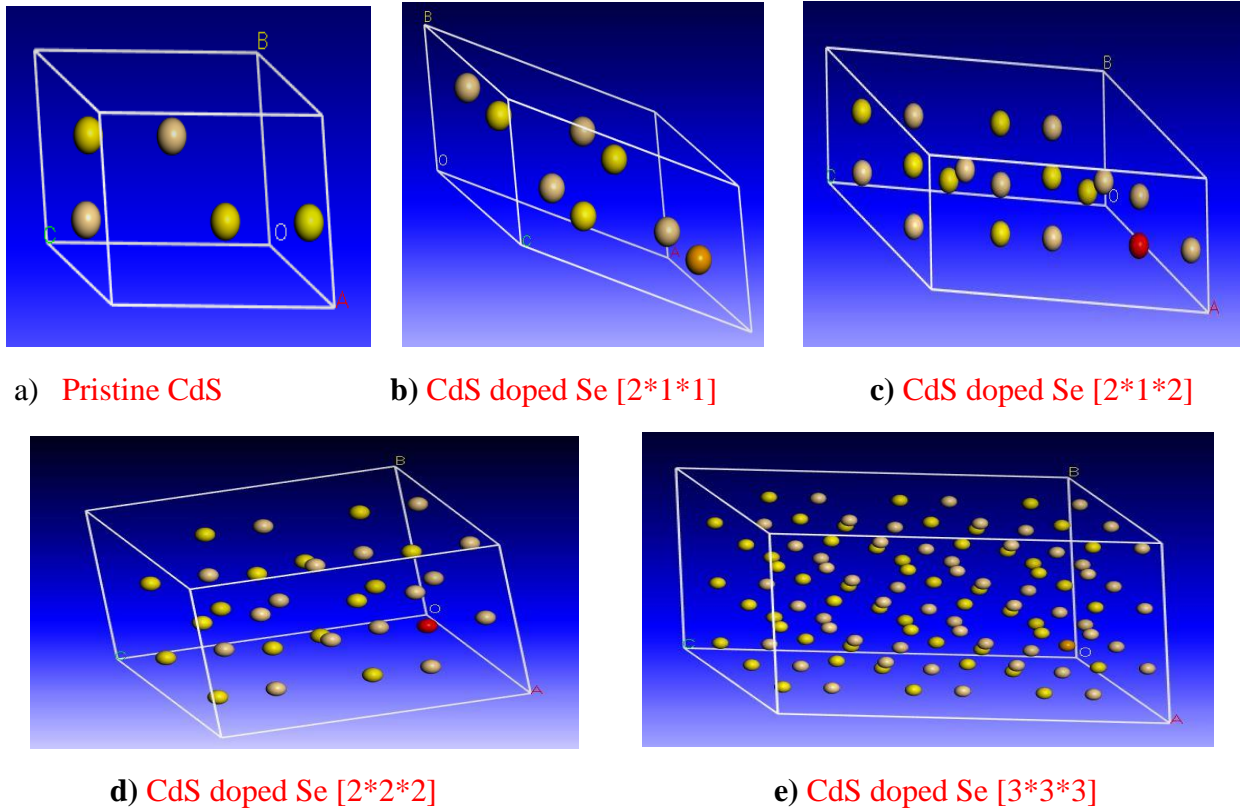 B
O
C
A
B
O
C
A
B
C
O
A
a) Pristine CdS
b) CdS doped Se [2*1*1]
c) CdS doped Se [2*1*2]
B
O
C
A
B
C
O
A
d) CdS doped Se [2*2*2]
e) CdS doped Se [3*3*3]